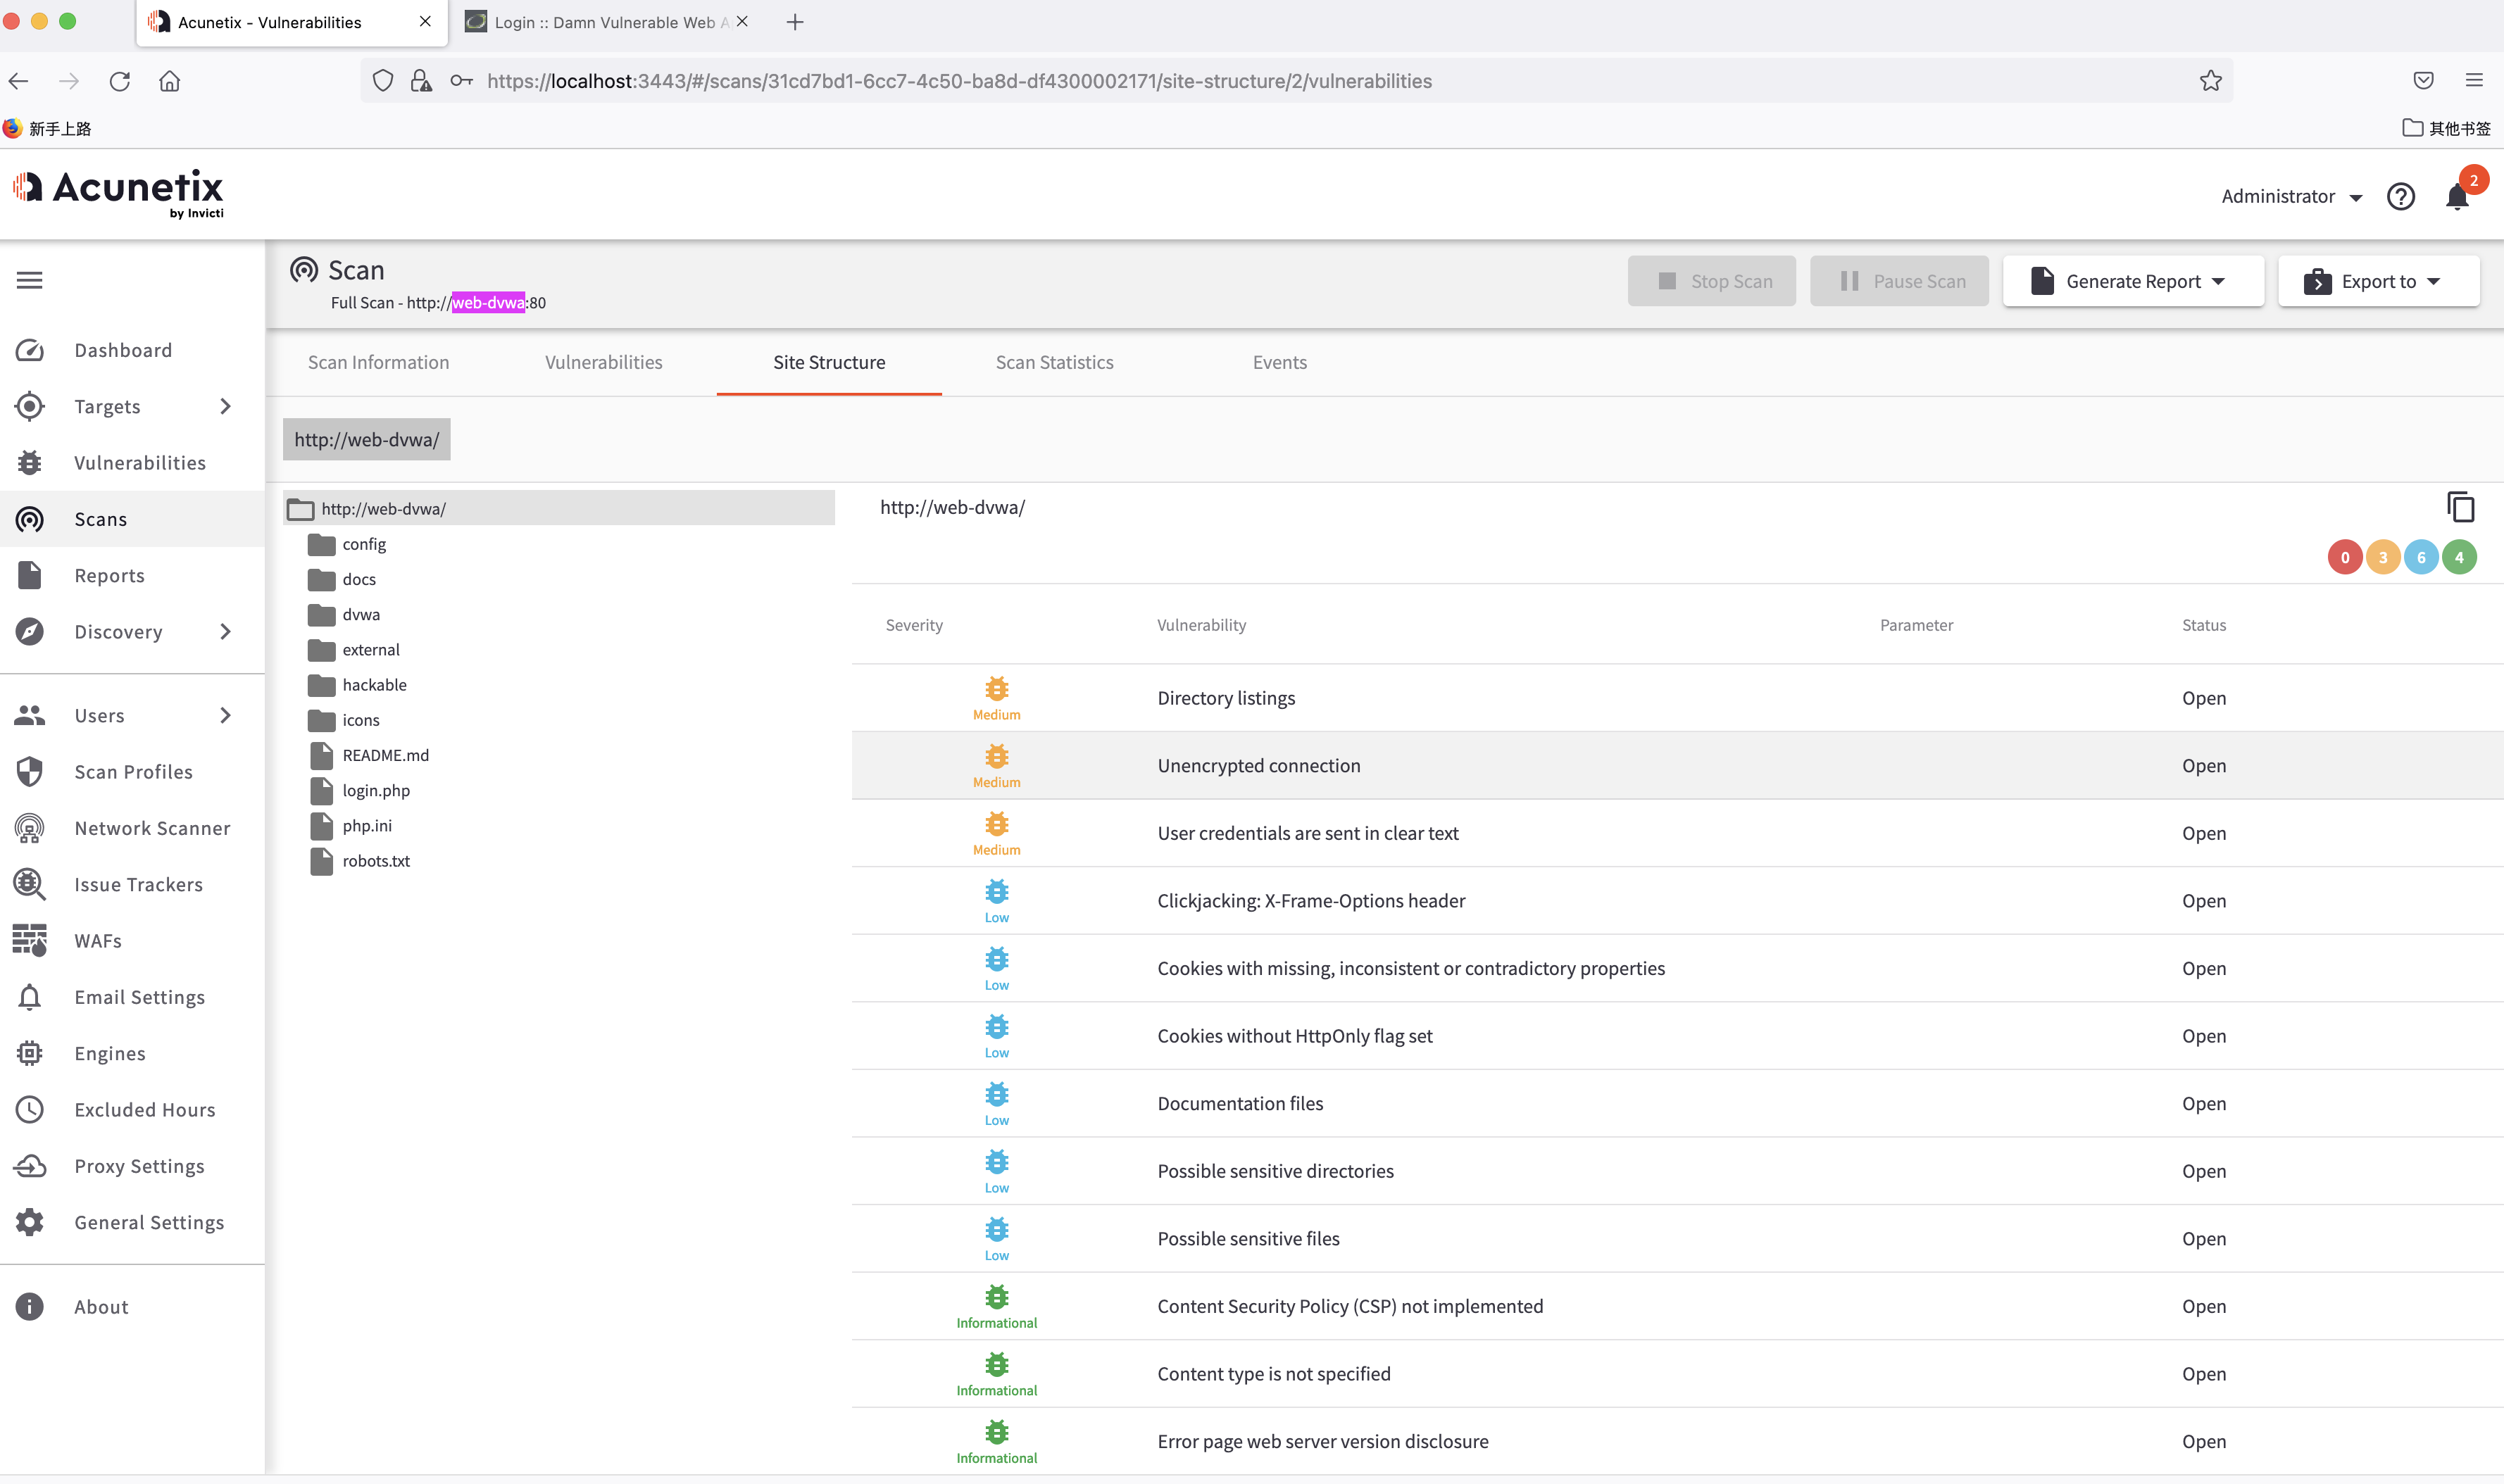 Acunetix - Vulnerabilities
Login :: Damn Vulnerable Web A
https://localhost:3443/#/scans/31cd7bd1-6cc7-4c50-ba8d-df4300002171/site-structure/2/vulnerabilities
新手上路
其他书签
Acunetix
by Invicti
Administrator
2
Scan
Full Scan - http://web-dvwa:80
Stop Scan
Pause Scan
Generate Report
Export to
Dashboard
Targets
Vulnerabilities
Scans
Reports
Discovery
Users
Scan Profiles
Network Scanner
Issue Trackers
WAFs
Email Settings
Engines
Excluded Hours
Proxy Settings
General Settings
About
Scan Information
Vulnerabilities
Site Structure
Scan Statistics
Events
http://web-dvwa/
http://web-dvwa/
config
docs
dvwa
external
hackable
icons
README.md
login.php
php.ini
robots.txt
http://web-dvwa/
0 3 6 4
Severity Vulnerability Parameter Status
Medium Directory listings Open
Medium Unencrypted connection Open
Medium User credentials are sent in clear text Open
Low Clickjacking: X-Frame-Options header Open
Low Cookies with missing, inconsistent or contradictory properties Open
Low Cookies without HttpOnly flag set Open
Low Documentation files Open
Low Possible sensitive directories Open
Low Possible sensitive files Open
Informational Content Security Policy (CSP) not implemented Open
Informational Content type is not specified Open
Informational Error page web server version disclosure Open